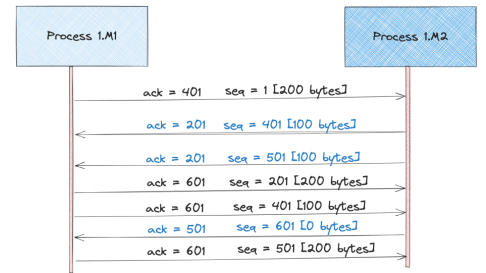 Process 1.M1
Process 1.M2
ack = 401 seq = 1 [200 bytes]
ack = 201 seq = 401 [100 bytes]
ack = 201 seq = 501 [100 bytes]
ack = 601 seq = 201 [200 bytes]
ack = 601 seq = 401 [100 bytes]
ack = 501 seq = 601 [0 bytes]
ack = 601 seq = 501 [200 bytes]